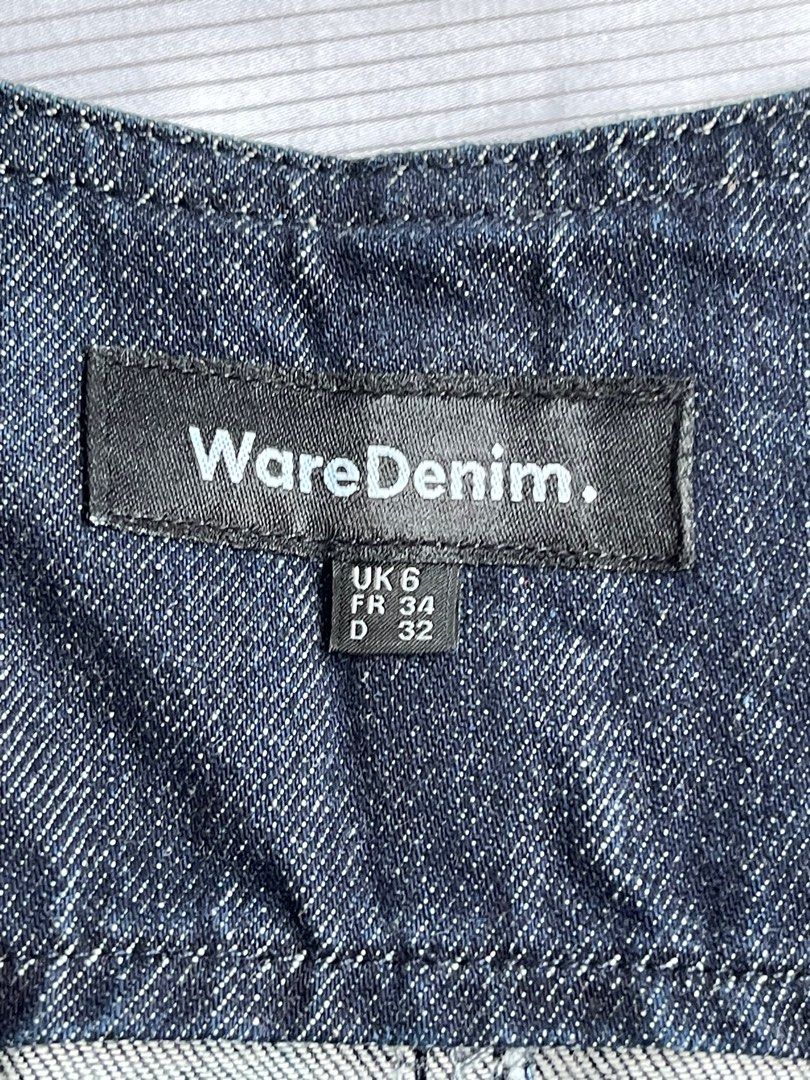 WareDenim.
UK 6
FR 34
D 32